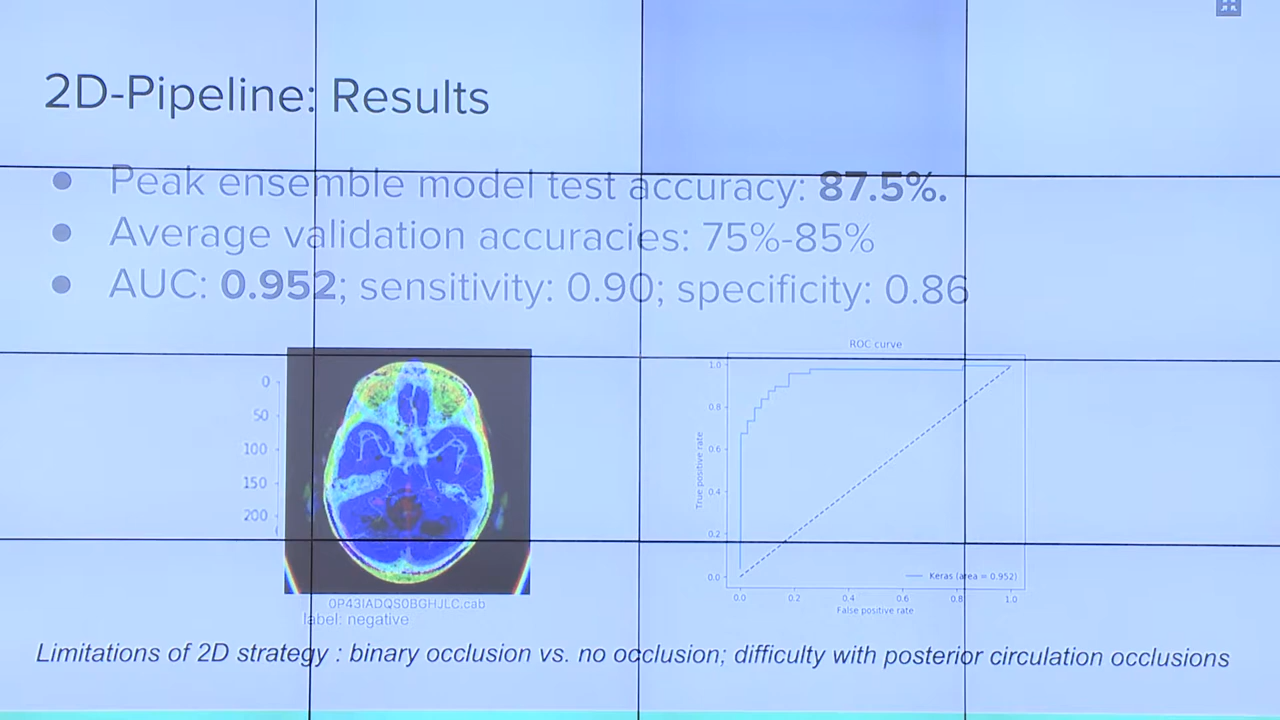 2D-Pipeline: Results
● Peak ensemble model test accuracy: 87.5%.
● Average validation accuracies: 75%-85%
● AUC: 0.952; sensitivity: 0.90; specificity: 0.86
0
50
100
150
200
0P43IADQS0BGHJLC.cab
label: negative
ROC curve
1.0
0.8
0.6
0.4
0.2
0.0
True positive rate
Keras (area = 0.952)
0.0 0.2 0.4 0.6 0.8 1.0
False positive rate
Limitations of 2D strategy : binary occlusion vs. no occlusion; difficulty with posterior circulation occlusions